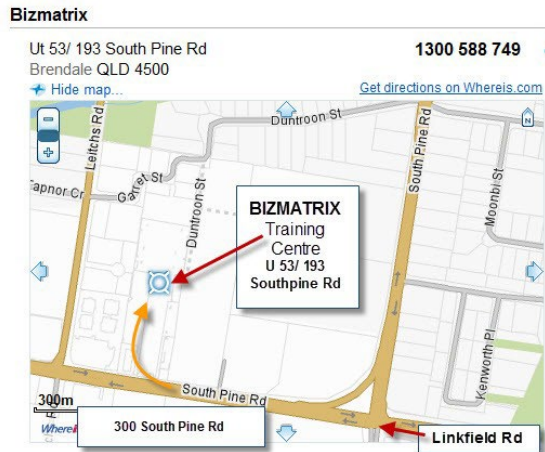 Bizmatrix
Ut 53/ 193 South Pine Rd
1300 588 749
Brendale QLD 4500
Hide map...
Get directions on Whereis.com
Leitchs Rd
Duntroon St
South Pine Rd
N
Garret St
Moonbi St
Duntroon St
BIZMATRIX
Training
Centre
U 53/ 193
Southpine Rd
Kenworth Pl
South Pine Rd
300m
300 South Pine Rd
Linkfield Rd